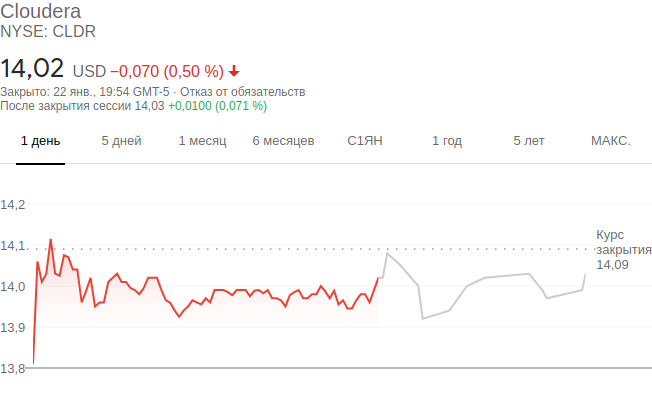 Cloudera
NYSE: CLDR
14,02 USD −0,070 (0,50 %)
Закрыто: 22 янв., 19:54 GMT-5 · Отказ от обязательств
После закрытия сессии 14,03 +0,0100 (0,071 %)
1 день 5 дней 1 месяц 6 месяцев С1ЯН 1 год 5 лет МАКС.
14,2
14,1
14,0
13,9
13,8
Курс
закрытия
14,09